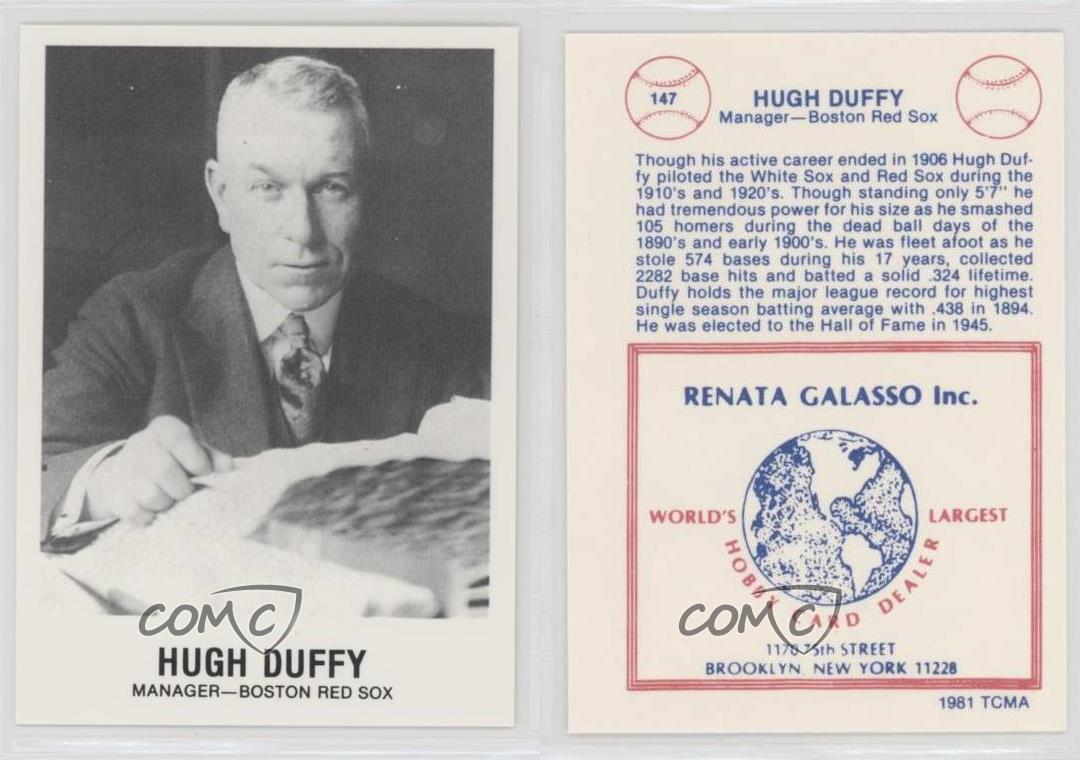 COMC
HUGH DUFFY
MANAGER—BOSTON RED SOX
147
HUGH DUFFY
Manager—Boston Red Sox
Though his active career ended in 1906 Hugh Duf-
fy piloted the White Sox and Red Sox during the
1910's and 1920's. Though standing only 5'7" he
had tremendous power for his size as he smashed
105 homers during the dead ball days of the
1890's and early 1900's. He was fleet afoot as he
stole 574 bases during his 17 years, collected
2282 base hits and batted a solid .324 lifetime.
Duffy holds the major league record for highest
single season batting average with .438 in 1894.
He was elected to the Hall of Fame in 1945.
RENATA GALASSO Inc.
WORLD'S LARGEST
HOBBY CARD DEALER
COMC
1170 75th STREET
BROOKLYN, NEW YORK 11228
1981 TCMA